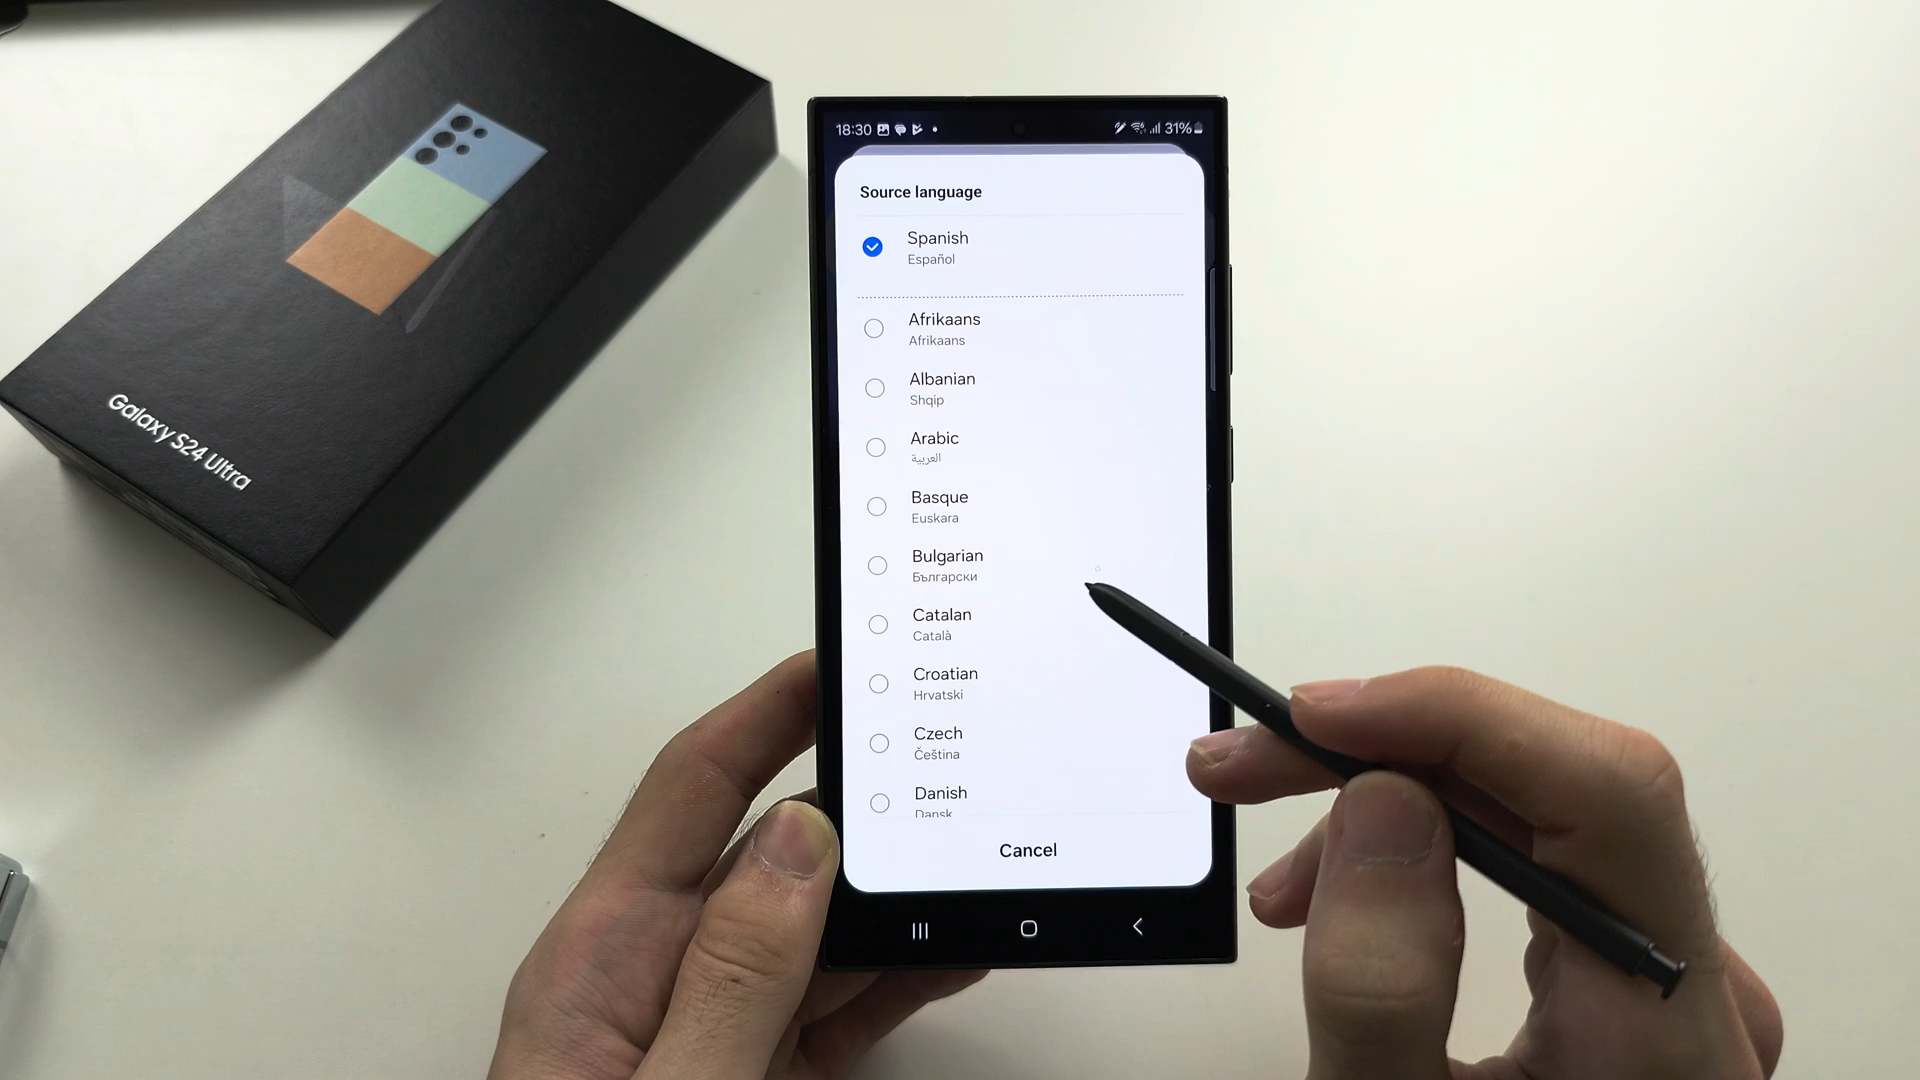 Galaxy S24 Ultra
18:30
31%
Source language
Spanish
Español
Afrikaans
Afrikaans
Albanian
Shqip
Arabic
العربية
Basque
Euskara
Bulgarian
Български
Catalan
Català
Croatian
Hrvatski
Czech
Čeština
Danish
Dansk
Cancel